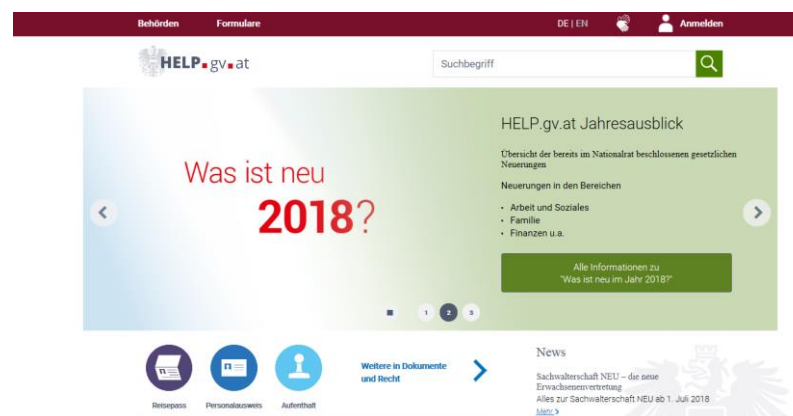 Behörden Formulare DE | EN Anmelden
HELP.gv.at
Suchbegriff
Was ist neu
2018?
HELP.gv.at Jahresausblick
Übersicht der bereits im Nationalrat beschlossenen gesetzlichen
Neuerungen
Neuerungen in den Bereichen
• Arbeit und Soziales
• Familie
• Finanzen u.a.
Alle Informationen zu
"Was ist neu im Jahr 2018?"
1 2 3
Reisepass
Personalausweis
Aufenthalt
Weitere in Dokumente
und Recht
News
Sachwalterschaft NEU – die neue
Erwachsenenvertretung
Alles zur Sachwalterschaft NEU ab 1. Juli 2018
Mehr